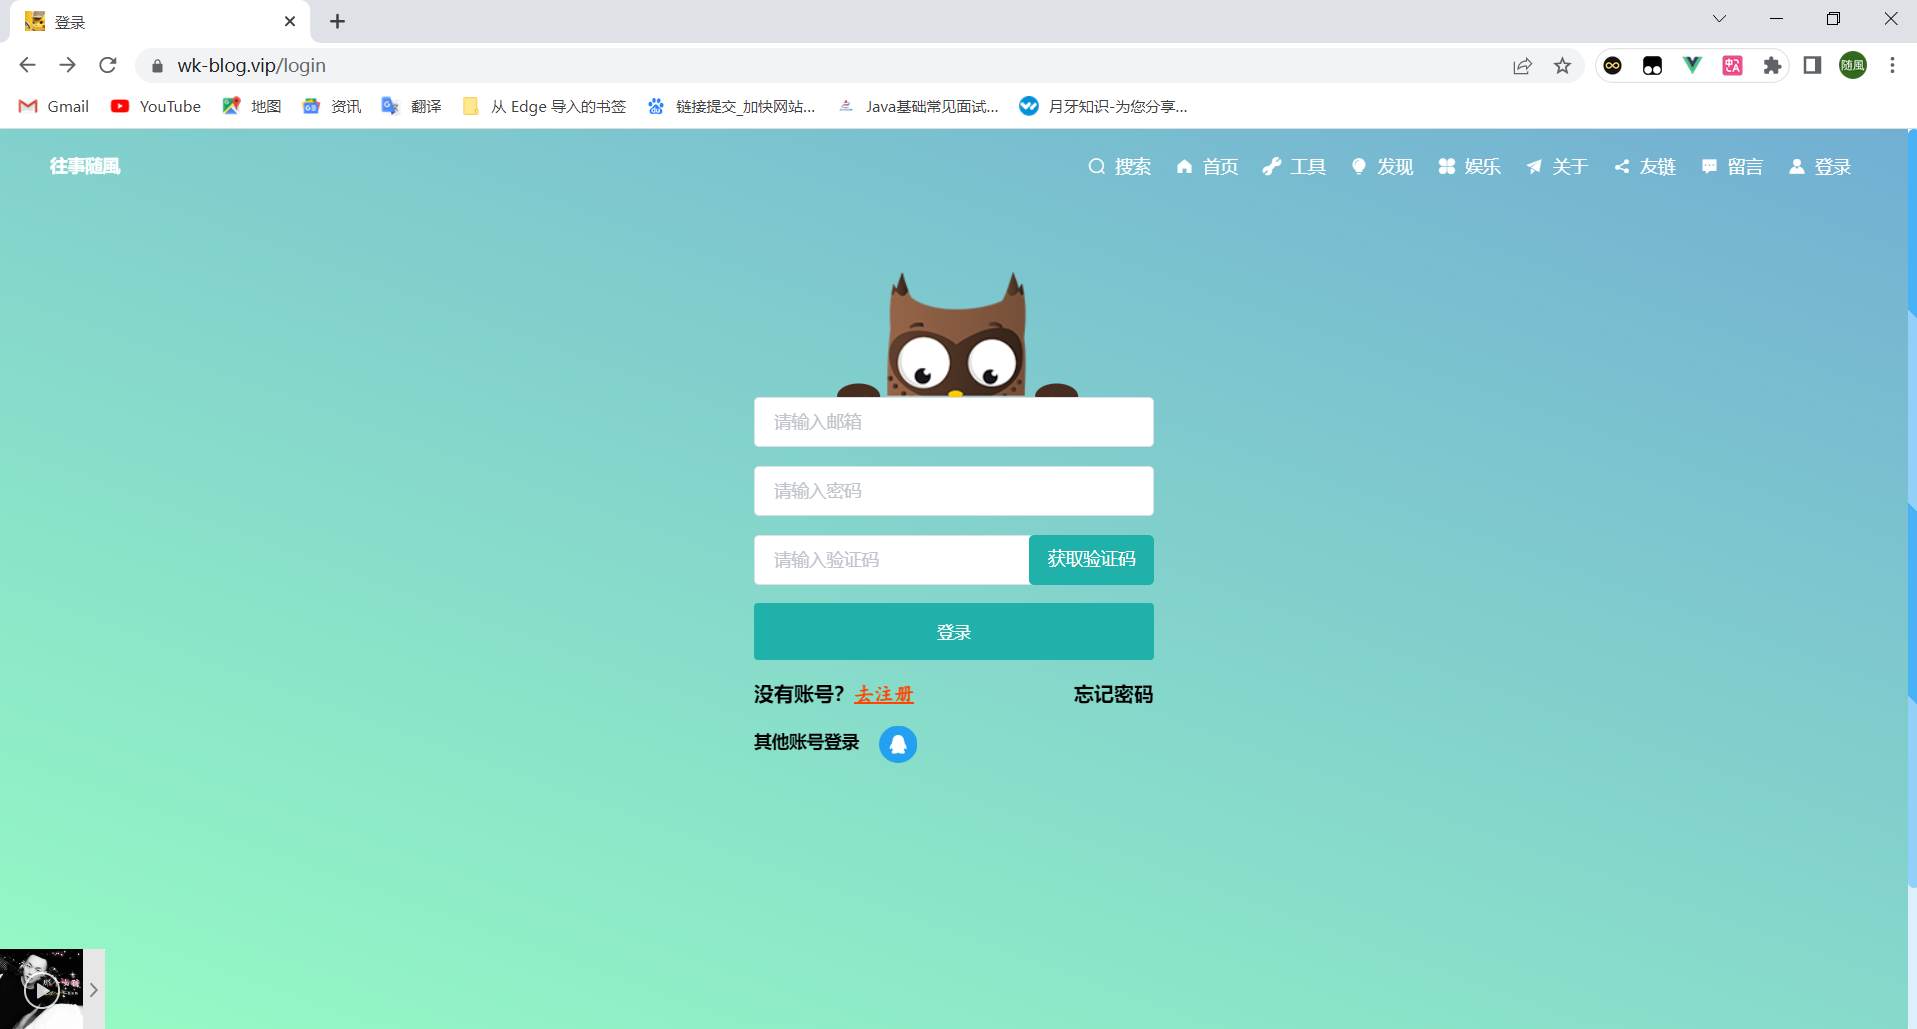 登录
wk-blog.vip/login
随風
Gmail YouTube 地图 资讯 翻译 从 Edge 导入的书签 链接提交_加快网站... Java基础常见面试... 月牙知识-为您分享...
往事随風 搜索 首页 工具 发现 娱乐 关于 友链 留言 登录
请输入邮箱
请输入密码
请输入验证码 获取验证码
登录
没有账号？去注册 忘记密码
其他账号登录